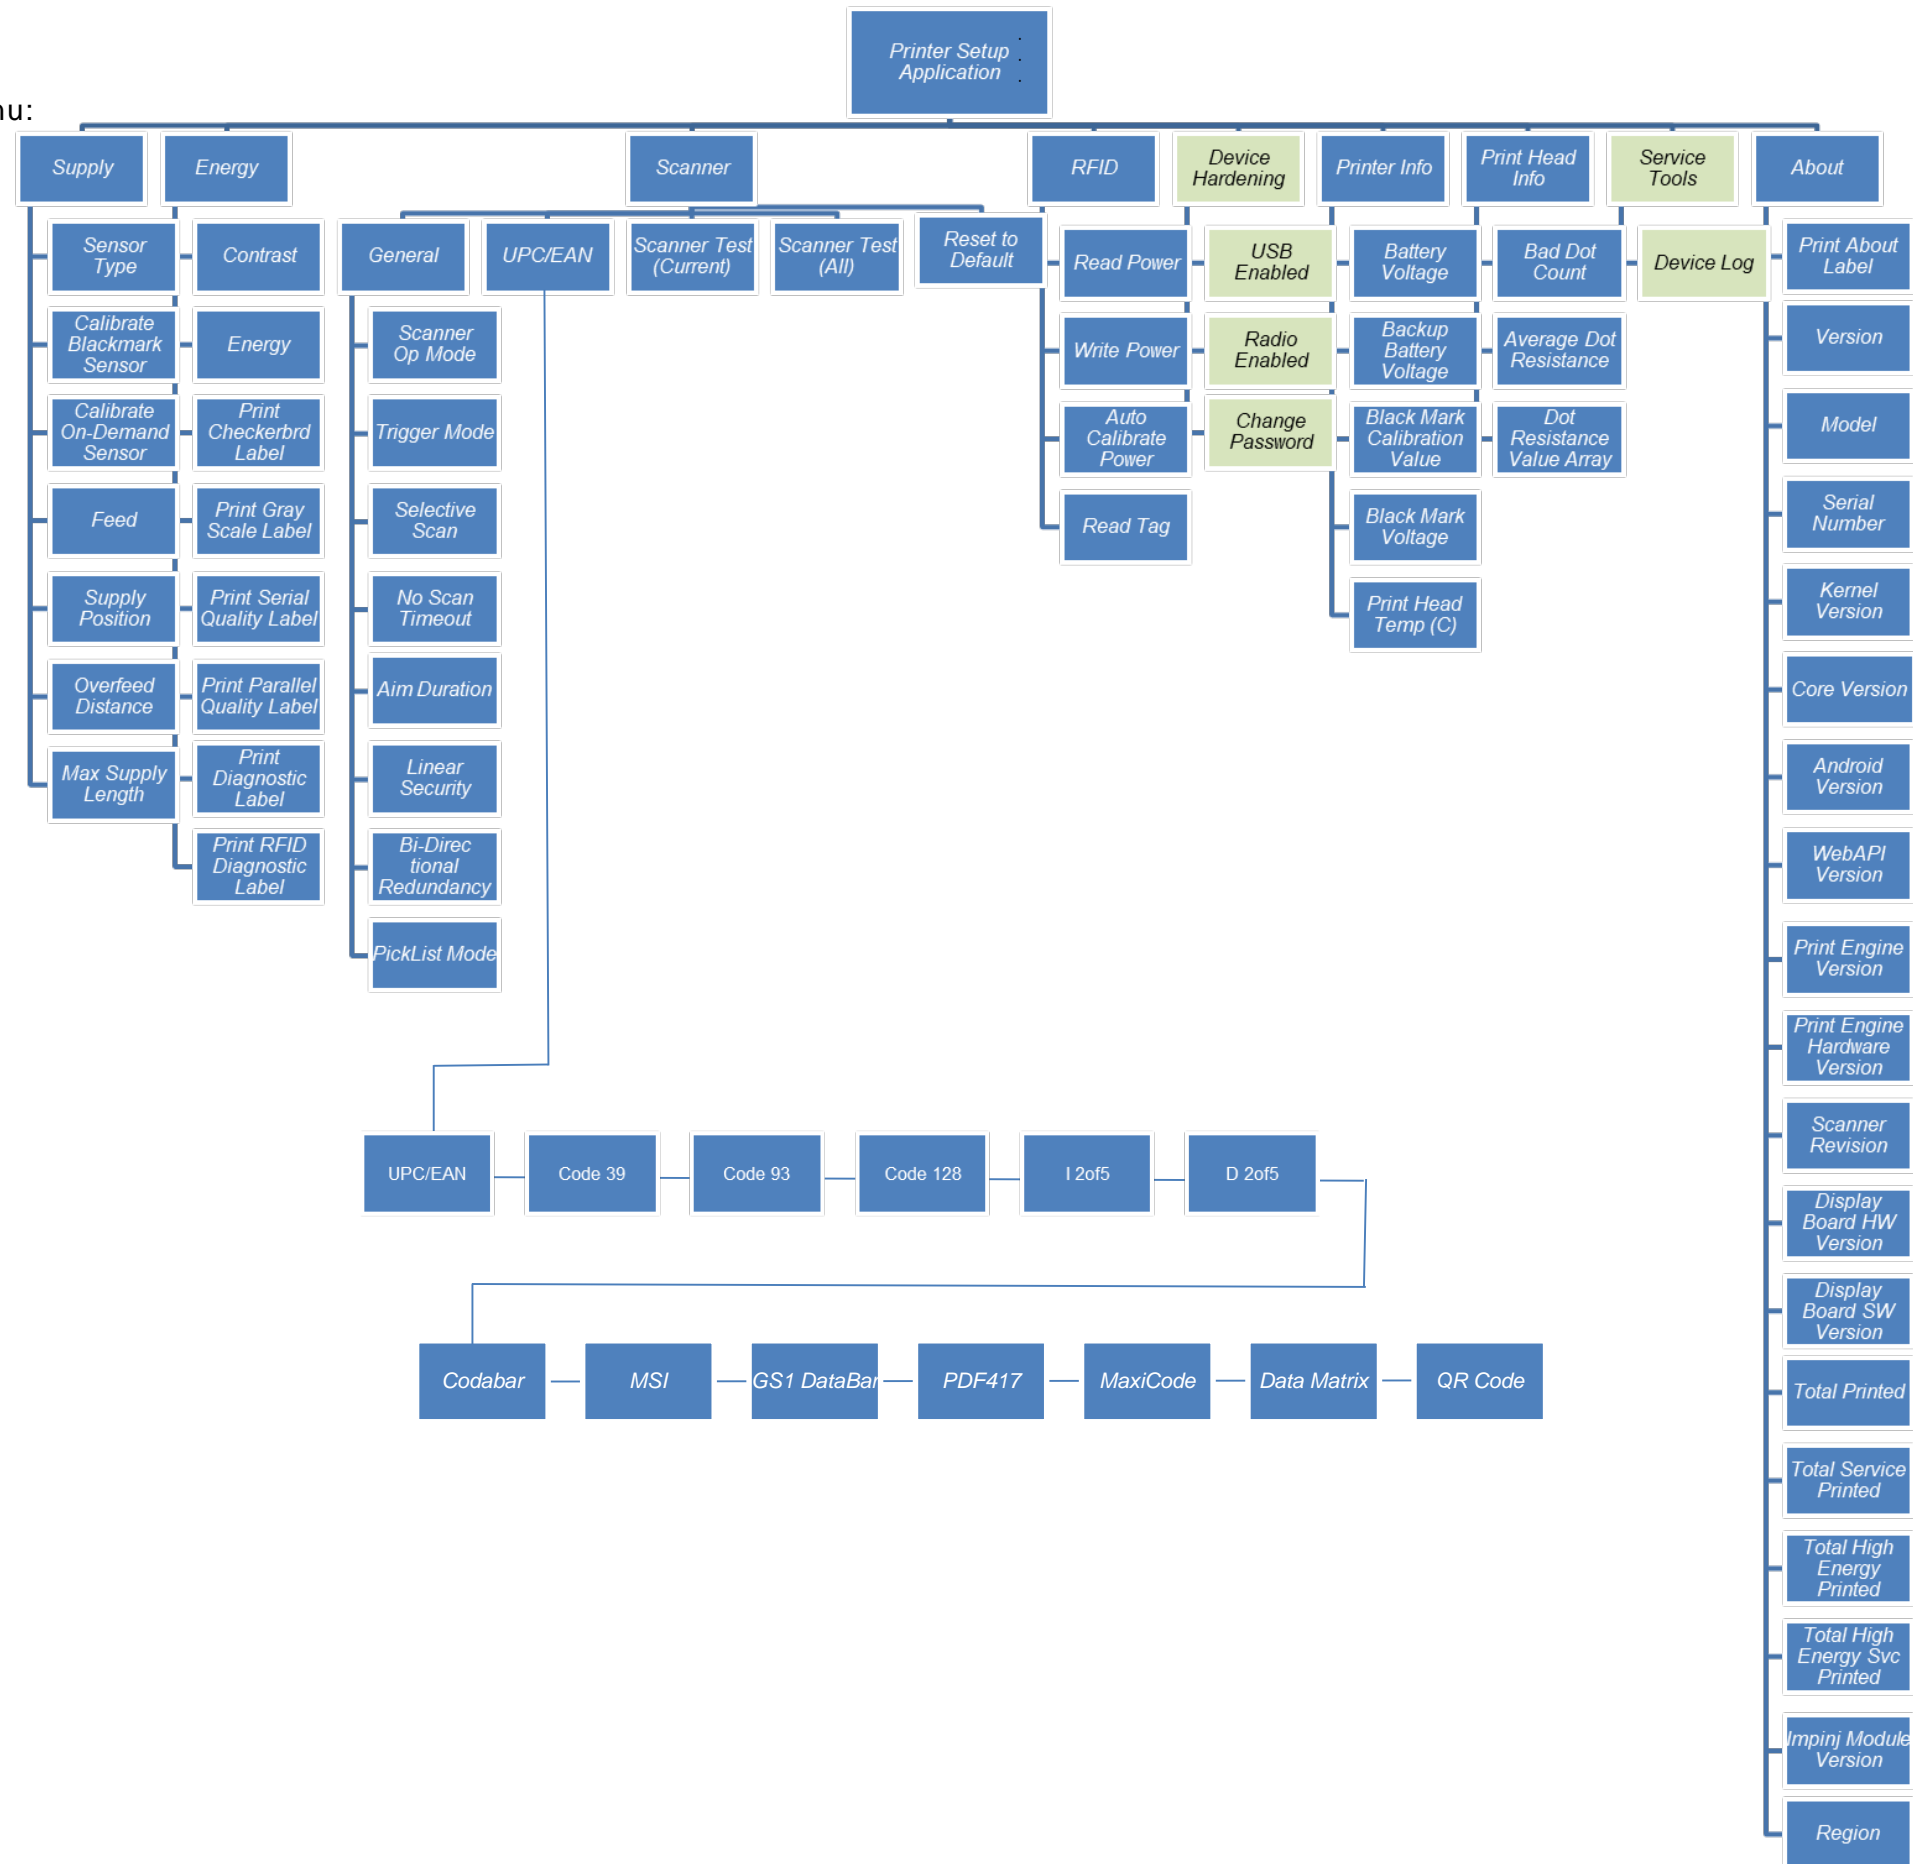 Printer Setup
Application
nu:
Supply
Energy
Scanner
RFID
Device
Hardening
Printer Info
Print Head
Info
Service
Tools
About
Sensor
Type
Calibrate
Blackmark
Sensor
Calibrate
On-Demand
Sensor
Feed
Supply
Position
Overfeed
Distance
Max Supply
Length
Contrast
Energy
Print
Checkerbrd
Label
Print Gray
Scale Label
Print Serial
Quality Label
Print Parallel
Quality Label
Print
Diagnostic
Label
Print RFID
Diagnostic
Label
General
UPC/EAN
Scanner Test
(Current)
Scanner Test
(All)
Reset to
Default
Scanner
Op Mode
Trigger Mode
Selective
Scan
No Scan
Timeout
Aim Duration
Linear
Security
Bi-Direc
tional
Redundancy
PickList Mode
Read Power
Write Power
Auto
Calibrate
Power
Read Tag
USB
Enabled
Radio
Enabled
Change
Password
Battery
Voltage
Backup
Battery
Voltage
Black Mark
Calibration
Value
Black Mark
Voltage
Print Head
Temp (C)
Bad Dot
Count
Average Dot
Resistance
Dot
Resistance
Value Array
Device Log
Print About
Label
Version
Model
Serial
Number
Kernel
Version
Core Version
Android
Version
WebAPI
Version
Print Engine
Version
Print Engine
Hardware
Version
Scanner
Revision
Display
Board HW
Version
Display
Board SW
Version
Total Printed
Total Service
Printed
Total High
Energy
Printed
Total High
Energy Svc
Printed
Impinj Module
Version
Region
UPC/EAN
Code 39
Code 93
Code 128
I 2of5
D 2of5
Codabar
MSI
GS1 DataBar
PDF417
MaxiCode
Data Matrix
QR Code